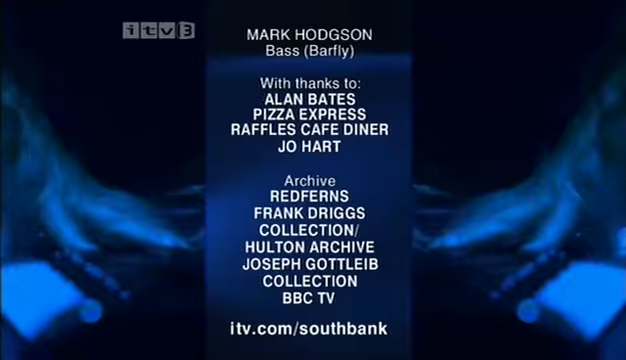 itv3
MARK HODGSON
Bass (Barfly)
With thanks to:
ALAN BATES
PIZZA EXPRESS
RAFFLES CAFE DINER
JO HART
Archive
REDFERNS
FRANK DRIGGS
COLLECTION/
HULTON ARCHIVE
JOSEPH GOTTLEIB
COLLECTION
BBC TV
itv.com/southbank